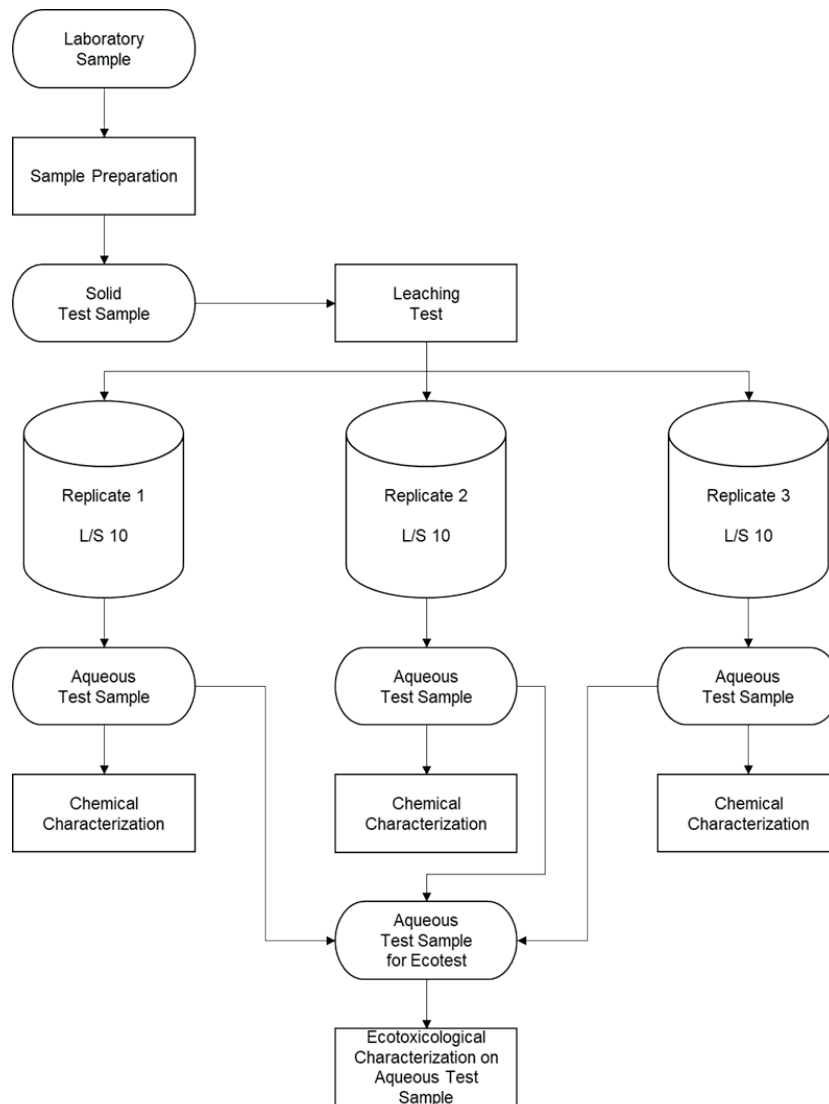 Laboratory
Sample
Sample Preparation
Solid
Test Sample
Leaching
Test
Replicate 1
L/S 10
Replicate 2
L/S 10
Replicate 3
L/S 10
Aqueous
Test Sample
Aqueous
Test Sample
Aqueous
Test Sample
Chemical
Characterization
Chemical
Characterization
Chemical
Characterization
Aqueous
Test Sample
for Ecotest
Ecotoxicological
Characterization on
Aqueous Test
Sample